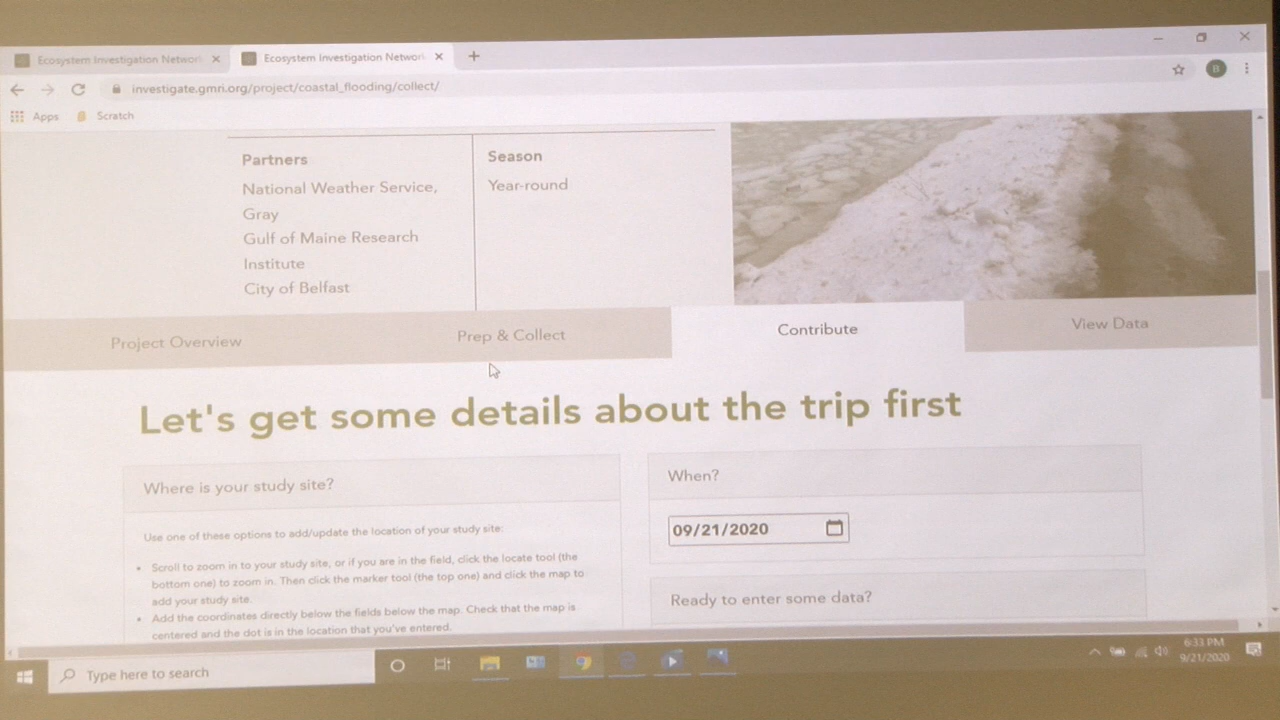 Ecosystem Investigation Network
Ecosystem Investigation Network
investigate.gmri.org/project/coastal_flooding/collect/
B
Apps
Scratch
Partners
National Weather Service,
Gray
Gulf of Maine Research
Institute
City of Belfast
Season
Year-round
Project Overview
Prep & Collect
Contribute
View Data
Let's get some details about the trip first
Where is your study site?
Use one of these options to add/update the location of your study site:
• Scroll to zoom in to your study site, or if you are in the field, click the locate tool (the
bottom one) to zoom in. Then click the marker tool (the top one) and click the map to
add your study site.
• Add the coordinates directly below the fields below the map. Check that the map is
centered and the dot is in the location that you've entered.
When?
09/21/2020
Ready to enter some data?
Type here to search
6:33 PM
9/21/2020